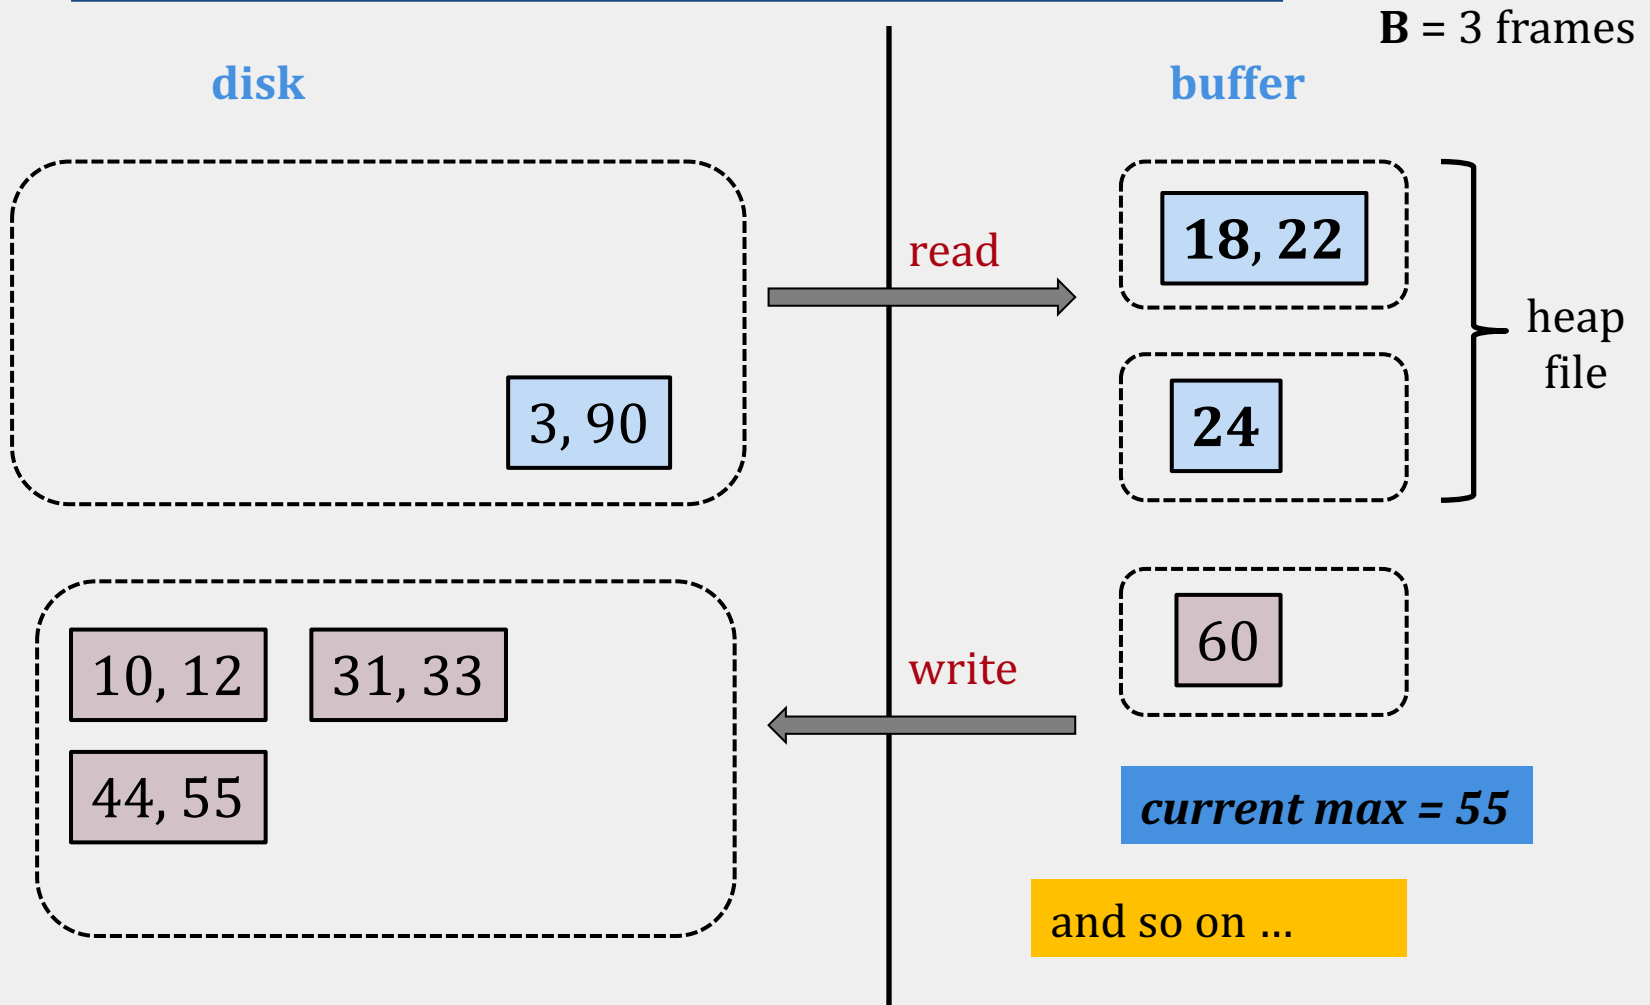 B = 3 frames
disk
buffer
18, 22
read
heap
file
3, 90
24
10, 12
31, 33
write
60
44, 55
current max = 55
and so on …